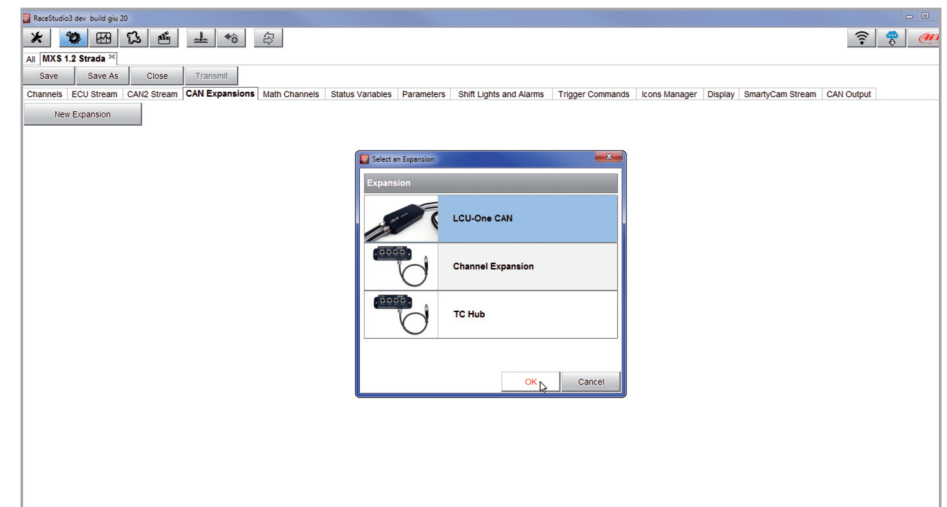 RaceStudio3 dev build giu 20
All MXS 1.2 Strada
Save Save As Close Transmit
Channels ECU Stream CAN2 Stream CAN Expansions Math Channels Status Variables Parameters Shift Lights and Alarms Trigger Commands Icons Manager Display SmartyCam Stream CAN Output
New Expansion
Select an Expansion
Expansion
LCU-One CAN
Channel Expansion
TC Hub
OK Cancel